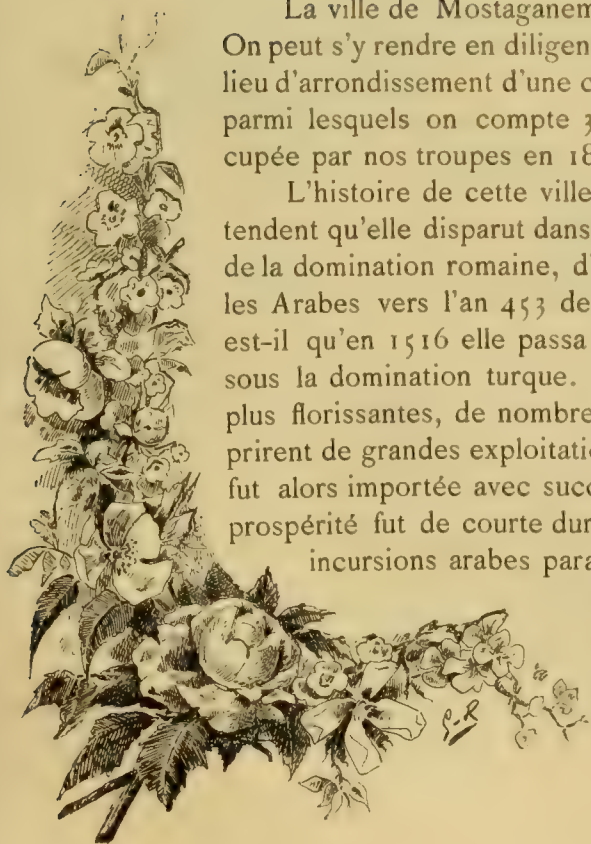 La ville de Mostaganem
On peut s'y rendre en diligen
lieu d'arrondissement d'une c
parmi lesquels on compte 3
cupée par nos troupes en 18
L'histoire de cette ville
tendent qu'elle disparut dans
de la domination romaine, d'
les Arabes vers l'an 453 de
est-il qu'en 1516 elle passa
sous la domination turque.
plus florissantes, de nombre
prirent de grandes exploitati
fut alors importée avec succ
prospérité fut de courte dur
incursions arabes para
G-R